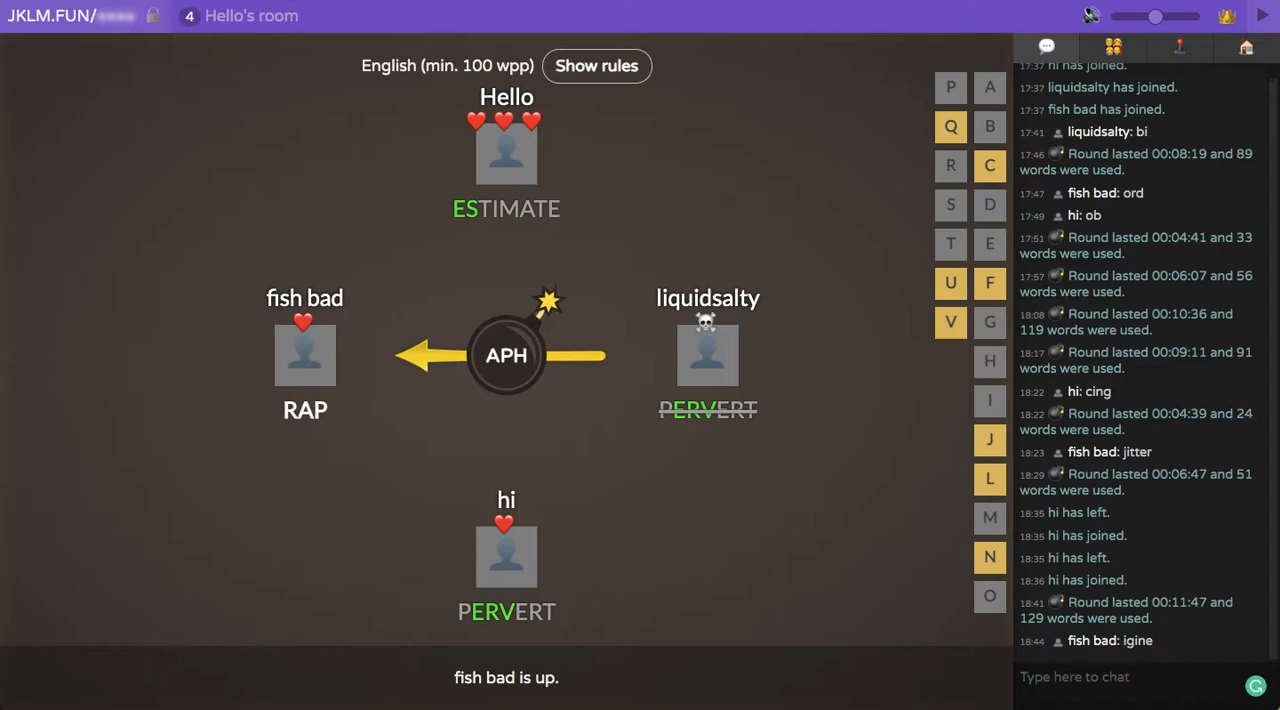 JKLM.FUN/
4 Hello's room
English (min. 100 wpp) Show rules
Hello
ESTIMATE
fish bad
RAP
APH
liquidsalty
PERVERT
hi
PERVERT
fish bad is up.
P A
Q B
R C
S D
T E
U F
V G
H
I
J
L
M
N
O
17:37 hi has joined.
17:37 liquidsalty has joined.
17:37 fish bad has joined.
17:41 liquidsalty: bi
17:46 Round lasted 00:08:19 and 89
words were used.
17:47 fish bad: ord
17:49 hi: ob
17:51 Round lasted 00:04:41 and 33
words were used.
17:57 Round lasted 00:06:07 and 56
words were used.
18:08 Round lasted 00:10:36 and
119 words were used.
18:17 Round lasted 00:09:11 and 91
words were used.
18:22 hi: cing
18:22 Round lasted 00:04:39 and 24
words were used.
18:23 fish bad: jitter
18:29 Round lasted 00:06:47 and 51
words were used.
18:35 hi has left.
18:35 hi has joined.
18:35 hi has left.
18:36 hi has joined.
18:41 Round lasted 00:11:47 and
129 words were used.
18:44 fish bad: igine
Type here to chat